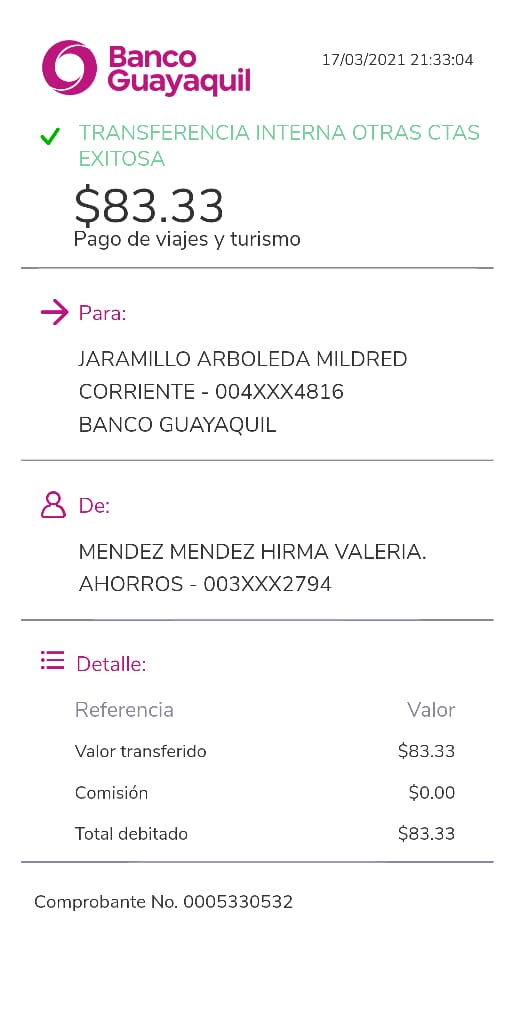 Banco
Guayaquil
17/03/2021 21:33:04
TRANSFERENCIA INTERNA OTRAS CTAS
EXITOSA
$83.33
Pago de viajes y turismo
Para:
JARAMILLO ARBOLEDA MILDRED
CORRIENTE - 004XXX4816
BANCO GUAYAQUIL
De:
MENDEZ MENDEZ HIRMA VALERIA.
AHORROS - 003XXX2794
Detalle:
Referencia Valor
Valor transferido $83.33
Comisión $0.00
Total debitado $83.33
Comprobante No. 0005330532